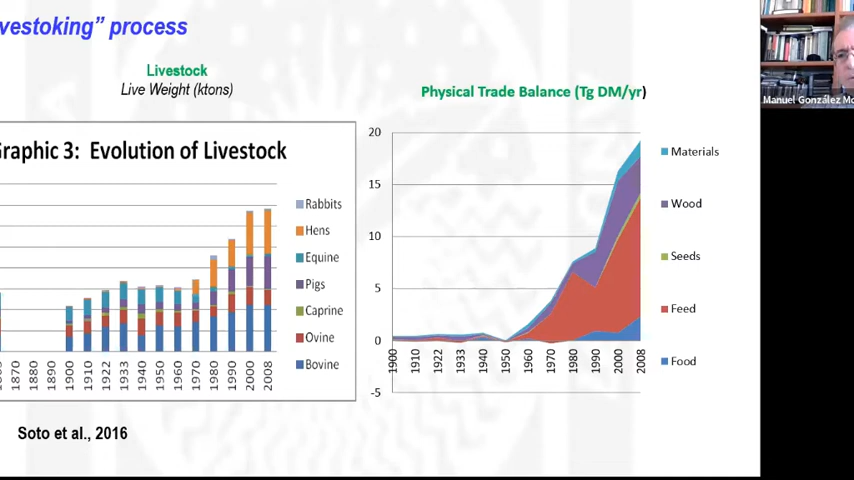 vestoking” process
Livestock
Live Weight (ktons)
Graphic 3: Evolution of Livestock
Rabbits
Hens
Equine
Pigs
Caprine
Ovine
Bovine
1870
1880
1890
1900
1910
1922
1933
1940
1950
1960
1970
1980
1990
2000
2008
Soto et al., 2016
Physical Trade Balance (Tg DM/yr)
20
15
10
5
0
-5
1900
1910
1922
1933
1940
1950
1960
1970
1980
1990
2000
2008
Materials
Wood
Seeds
Feed
Food
Manuel González Mo